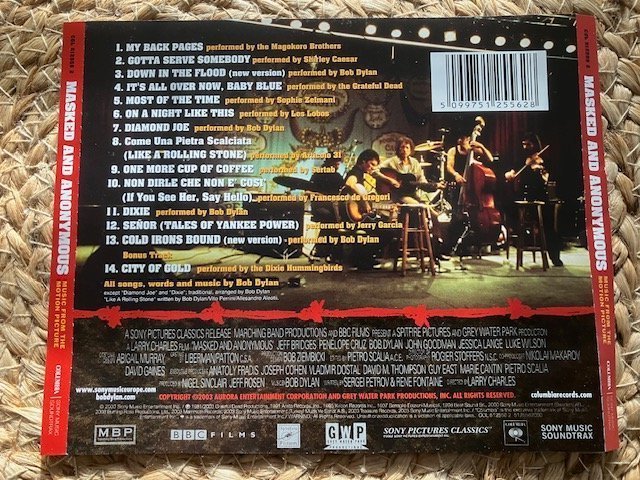 1. MY BACK PAGES performed by the Magokoro Brothers
2. GOTTA SERVE SOMEBODY performed by Shirley Caesar
3. DOWN IN THE FLOOD (new version) performed by Bob Dylan
4. IT'S ALL OVER NOW, BABY BLUE performed by the Grateful Dead
5. MOST OF THE TIME performed by Sophie Zelmani
6. ON A NIGHT LIKE THIS performed by Los Lobos
7. DIAMOND JOE performed by Bob Dylan
8. Come Una Pietra Scalciata
(LIKE A ROLLING STONE) performed by Articolo 31
9. ONE MORE CUP OF COFFEE performed by Sertab
10. NON DIRLE CHE NON E' COSI'
(If You See Her, Say Hello) performed by Francesco de Gregori
11. DIXIE performed by Bob Dylan
12. SEÑOR (TALES OF YANKEE POWER) performed by Jerry Garcia
13. COLD IRONS BOUND (new version) performed by Bob Dylan
Bonus Track
14. CITY OF GOLD performed by the Dixie Hummingbirds
All songs, words and music by Bob Dylan
except "Diamond Joe" and "Dixie"; traditional, arranged by Bob Dylan
"Like A Rolling Stone" written by Bob Dylan/Vito Perrini/Alessandro Aleotti.
5 099751 255628
A SONY PICTURES CLASSICS RELEASE MARCHING BAND PRODUCTIONS AND BBC FILMS PRESENT A SPITFIRE PICTURES AND GREY WATER PARK PRODUCTION
A LARRY CHARLES FILM "MASKED AND ANONYMOUS" JEFF BRIDGES PENELOPE CRUZ BOB DYLAN JOHN GOODMAN JESSICA LANGE LUKE WILSON
ABIGAIL MURRAY LIBERMAN/PATTON C.S.A. BOB ZIEMBICKI PIETRO SCALIA A.C.E. ROGIER STOFFERS N.S.C. NIKOLAI MAKAROV
DAVID GAINES ANATOLY FRADIS JOSEPH COHEN VLADIMIR DOSTAL DAVID M. THOMPSON GUY EAST MARIE CANTIN PIETRO SCALIA
NIGEL SINCLAIR JEFF ROSEN BOB DYLAN SERGEI PETROV & RENE FONTAINE LARRY CHARLES
www.sonymusiceurope.com
bobdylan.com
COPYRIGHT ©2003 AURORA ENTERTAINMENT CORPORATION AND GREY WATER PARK PRODUCTIONS, INC. ALL RIGHTS RESERVED.
columbiarecords.com
MBP
BBC FILMS
GWP
SONY PICTURES CLASSICS
COLUMBIA
SONY MUSIC
SOUNDTRAX
MASKED AND ANONYMOUS
MUSIC FROM THE
MOTION PICTURE
COLUMBIA
SONY MUSIC
SOUNDTRAX
MASKED AND ANONYMOUS
MUSIC FROM THE
MOTION PICTURE
COLUMBIA
SONY MUSIC
SOUNDTRAX